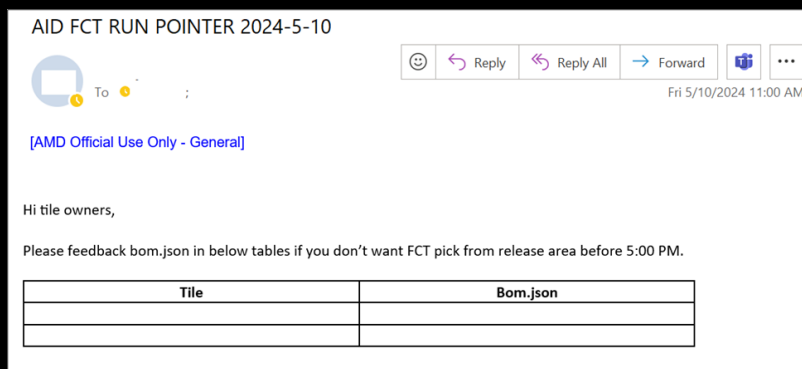 AID FCT RUN POINTER 2024-5-10
Reply
Reply All
Forward
To ;
Fri 5/10/2024 11:00 AM
[AMD Official Use Only - General]
Hi tile owners,
Please feedback bom.json in below tables if you don’t want FCT pick from release area before 5:00 PM.
Tile Bom.json